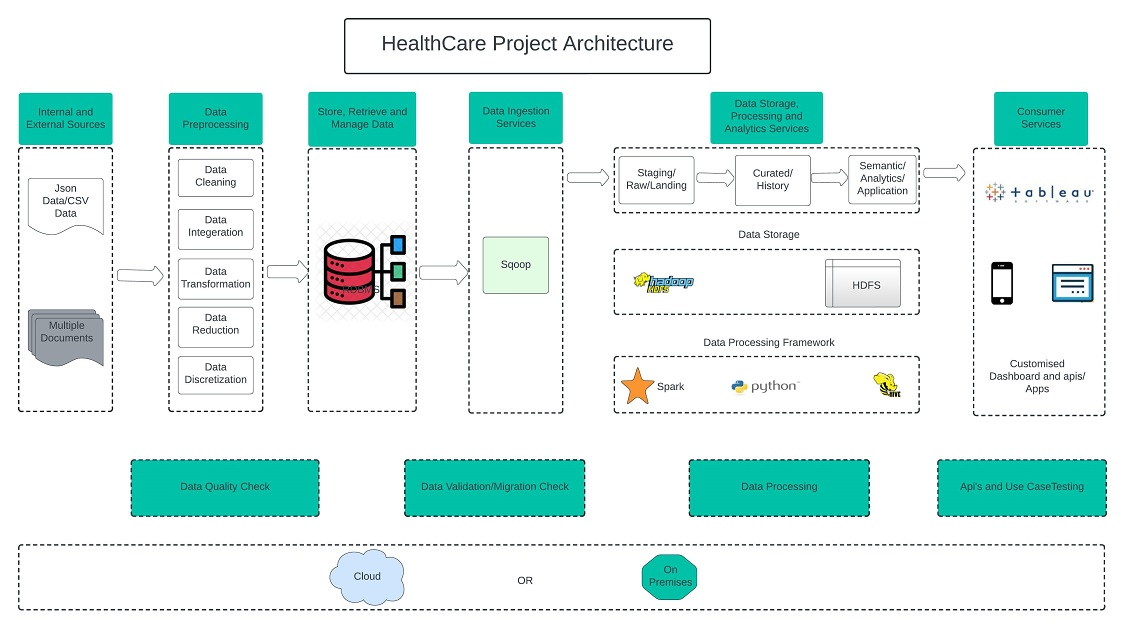 HealthCare Project Architecture
Internal and
External Sources
Data
Preprocessing
Store, Retrieve and
Manage Data
Data Ingestion
Services
Data Storage,
Processing and
Analytics Services
Consumer
Services
Json
Data/CSV
Data
Multiple
Documents
Data
Cleaning
Data
Integeration
Data
Transformation
Data
Reduction
Data
Discretization
RDBMS
Sqoop
Staging/
Raw/Landing
Curated/
History
Semantic/
Analytics/
Application
Data Storage
hadoop
HDFS
HDFS
Data Processing Framework
Spark
python
HIVE
tableau
SOFTWARE
Customised
Dashboard and apis/
Apps
Data Quality Check
Data Validation/Migration Check
Data Processing
Api's and Use CaseTesting
Cloud
OR
On
Premises